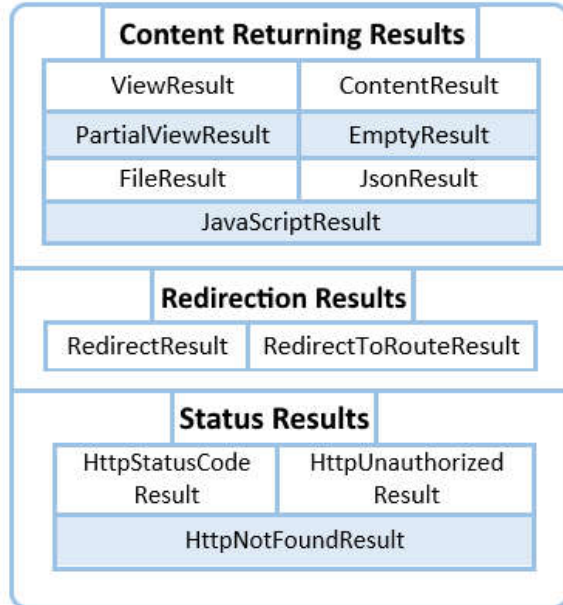 Content Returning Results
ViewResult ContentResult
PartialViewResult EmptyResult
FileResult JsonResult
JavaScriptResult
Redirection Results
RedirectResult RedirectToRouteResult
Status Results
HttpStatusCode
Result
HttpUnauthorized
Result
HttpNotFoundResult